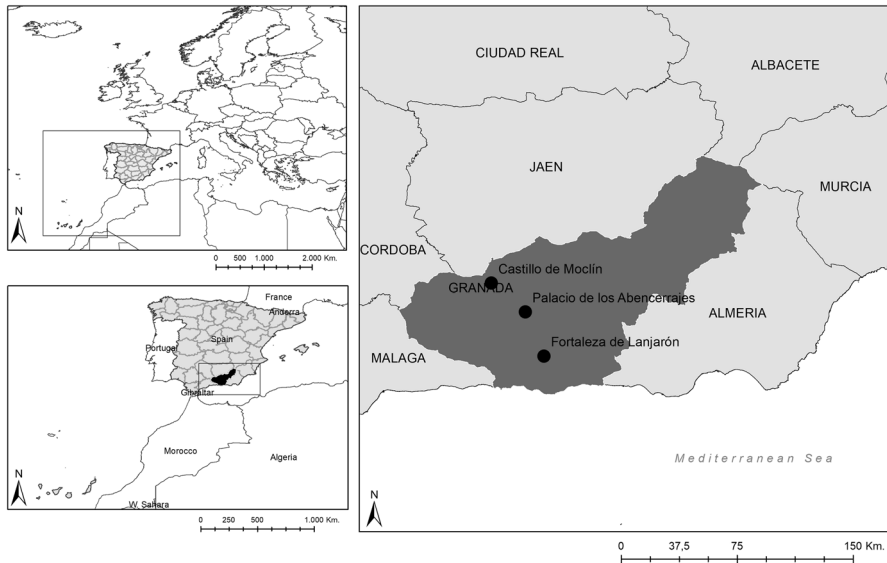 N
0 500 1.000 2.000 Km.
France
Andorra
Spain
Portugal
Gibraltar
Morocco
Algeria
W. Sahara
N
0 250 500 1.000 Km.
CIUDAD REAL
ALBACETE
JAEN
MURCIA
CORDOBA
Castillo de Moclín
GRANADA
Palacio de los Abencerrajes
ALMERIA
Fortaleza de Lanjarón
MALAGA
Mediterranean Sea
N
0 37,5 75 150 Km.